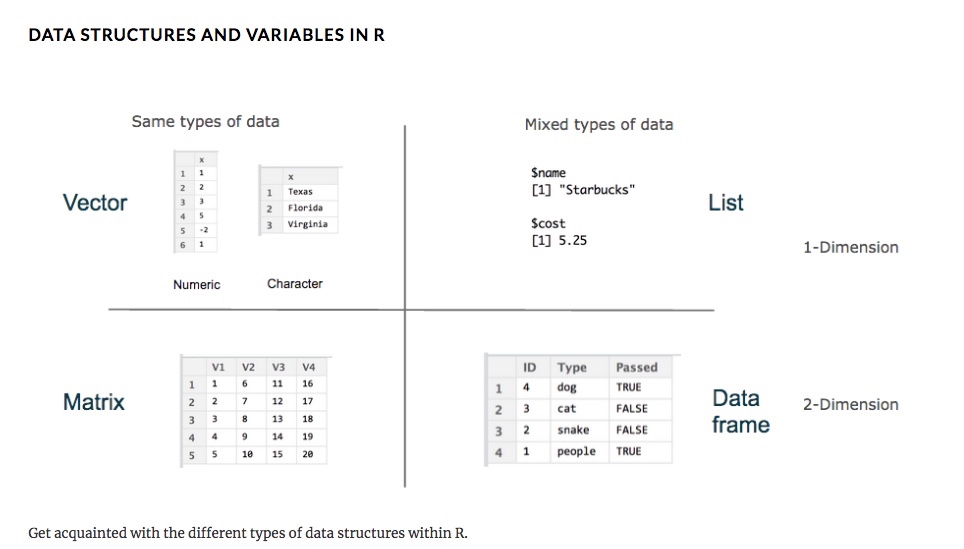 DATA STRUCTURES AND VARIABLES IN R
Same types of data
Mixed types of data
Vector
x
1 1
2 2
3 3
4 5
5 -2
6 1
Numeric
x
1 Texas
2 Florida
3 Virginia
Character
$name
[1] "Starbucks"
$cost
[1] 5.25
List
1-Dimension
Matrix
V1 V2 V3 V4
1 1 6 11 16
2 2 7 12 17
3 3 8 13 18
4 4 9 14 19
5 5 10 15 20
ID Type Passed
1 4 dog TRUE
2 3 cat FALSE
3 2 snake FALSE
4 1 people TRUE
Data
frame
2-Dimension
Get acquainted with the different types of data structures within R.